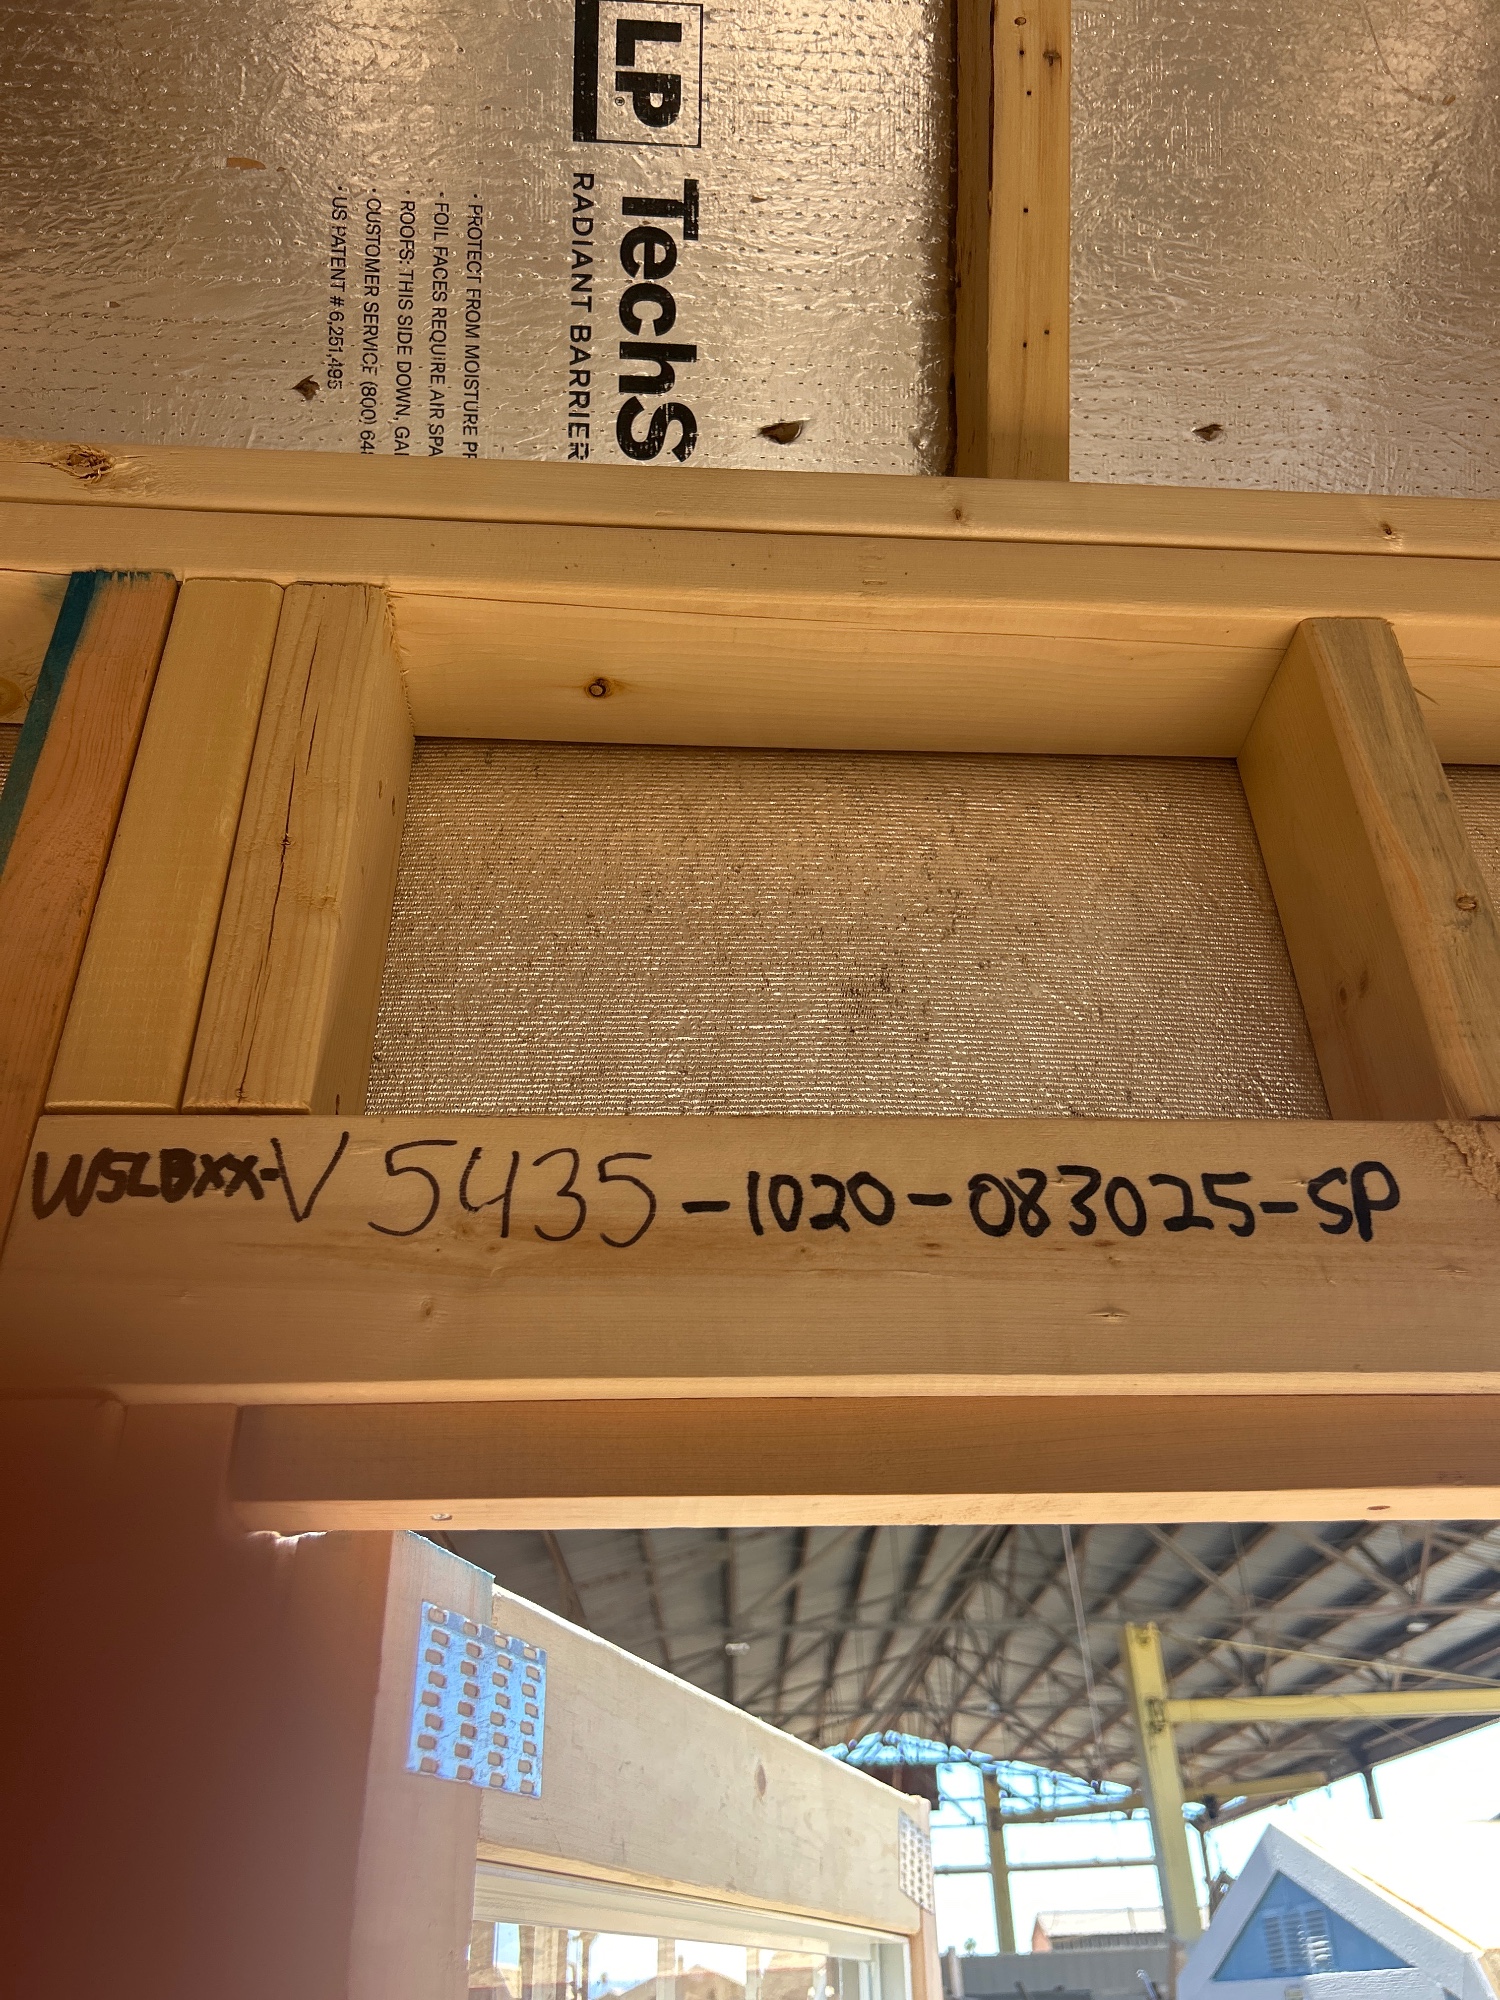 LP®
TechS
RADIANT BARRIER
· PROTECT FROM MOISTURE PR
· FOIL FACES REQUIRE AIR SPA
· ROOFS: THIS SIDE DOWN, GA
· CUSTOMER SERVICE (800) 64
· US PATENT # 6,251,495
WSLBXX-V5435-1020-083025-SP